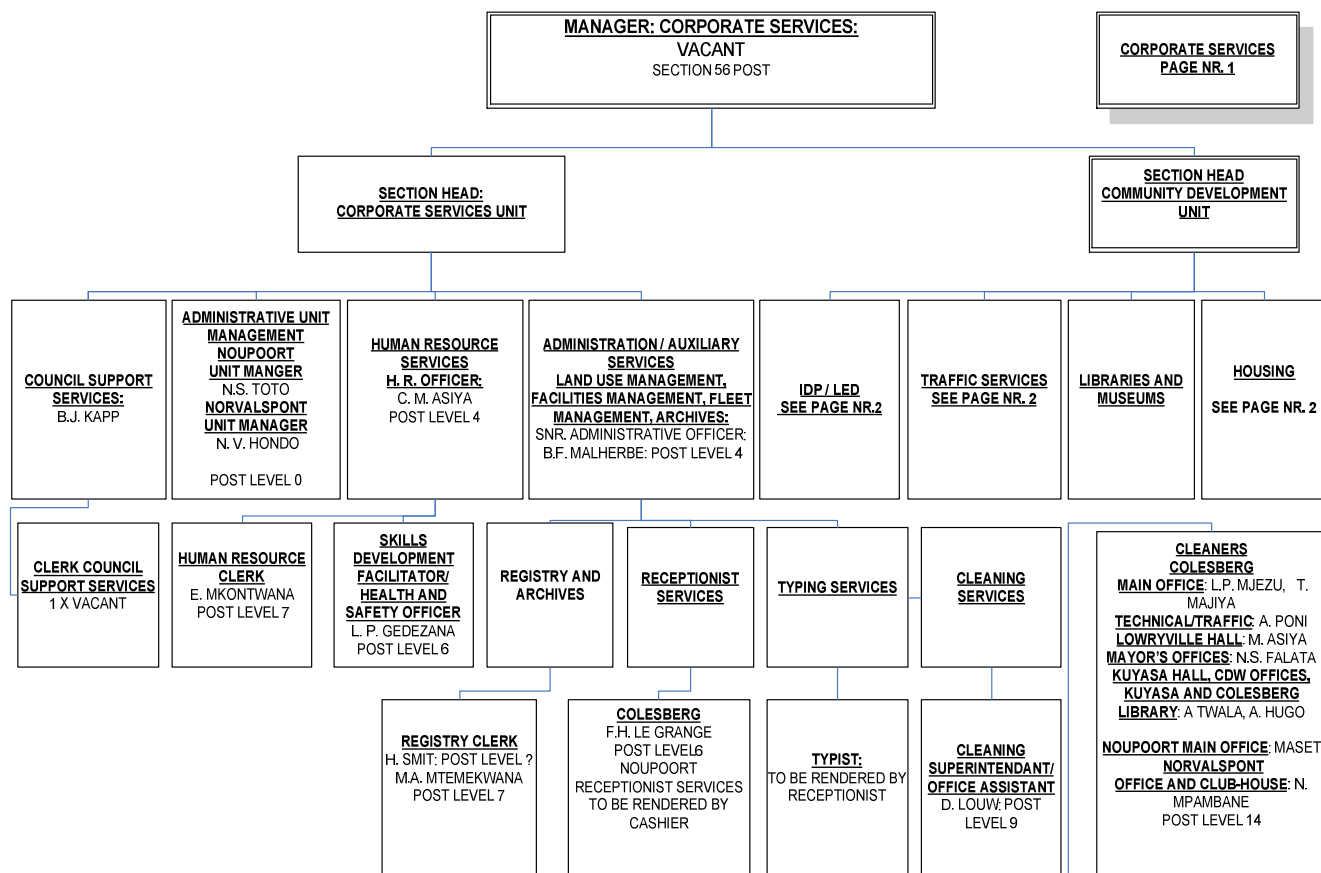 MANAGER: CORPORATE SERVICES:
VACANT
SECTION 56 POST
CORPORATE SERVICES
PAGE NR. 1
SECTION HEAD:
CORPORATE SERVICES UNIT
SECTION HEAD
COMMUNITY DEVELOPMENT
UNIT
COUNCIL SUPPORT
SERVICES:
B.J. KAPP
ADMINISTRATIVE UNIT
MANAGEMENT
NOUPOORT
UNIT MANGER
N.S. TOTO
NORVALSPONT
UNIT MANAGER
N. V. HONDO
POST LEVEL 0
HUMAN RESOURCE
SERVICES
H. R. OFFICER:
C. M. ASIYA
POST LEVEL 4
ADMINISTRATION / AUXILIARY
SERVICES
LAND USE MANAGEMENT,
FACILITIES MANAGEMENT, FLEET
MANAGEMENT, ARCHIVES:
SNR. ADMINISTRATIVE OFFICER:
B.F. MALHERBE: POST LEVEL 4
IDP / LED
SEE PAGE NR.2
TRAFFIC SERVICES
SEE PAGE NR. 2
LIBRARIES AND
MUSEUMS
HOUSING
SEE PAGE NR. 2
CLERK COUNCIL
SUPPORT SERVICES
1 X VACANT
HUMAN RESOURCE
CLERK
E. MKONTWANA
POST LEVEL 7
SKILLS
DEVELOPMENT
FACILITATOR/
HEALTH AND
SAFETY OFFICER
L. P. GEDEZANA
POST LEVEL 6
REGISTRY AND
ARCHIVES
RECEPTIONIST
SERVICES
TYPING SERVICES
CLEANING
SERVICES
CLEANERS
COLESBERG
MAIN OFFICE: L.P. MJEZU, T.
MAJIYA
TECHNICAL/TRAFFIC: A. PONI
LOWRYVILLE HALL: M. ASIYA
MAYOR'S OFFICES: N.S. FALATA
KUYASA HALL, CDW OFFICES,
KUYASA AND COLESBERG
LIBRARY: A TWALA, A. HUGO
NOUPOORT MAIN OFFICE: MASET
NORVALSPONT
OFFICE AND CLUB-HOUSE: N.
MPAMBANE
POST LEVEL 14
REGISTRY CLERK
H. SMIT: POST LEVEL ?
M.A. MTEMEKWANA
POST LEVEL 7
COLESBERG
F.H. LE GRANGE
POST LEVEL6
NOUPOORT
RECEPTIONIST SERVICES
TO BE RENDERED BY
CASHIER
TYPIST:
TO BE RENDERED BY
RECEPTIONIST
CLEANING
SUPERINTENDANT/
OFFICE ASSISTANT
D. LOUW: POST
LEVEL 9